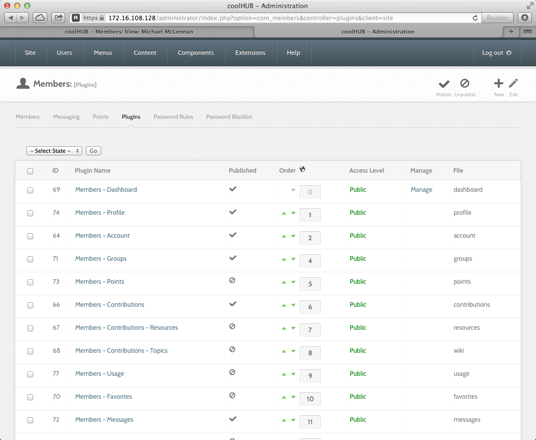 coolHUB - Administration
https 172.16.108.128/administrator/index.php?option=com_members&controller=plugins&client=site
Reader
coolHUB - Members: View: Michael McLennan
coolHUB - Administration
Site Users Menus Content Components Extensions Help Log out
Members: [Plugins]
Publish Unpublish New Edit
Members Messaging Points Plugins Password Rules Password Blacklist
- Select State - Go
ID Plugin Name Published Order Access Level Manage File
69 Members - Dashboard 0 Public Manage dashboard
74 Members - Profile 1 Public profile
64 Members - Account 2 Public account
71 Members - Groups 4 Public groups
73 Members - Points 5 Public points
66 Members - Contributions 6 Public contributions
67 Members - Contributions - Resources 7 Public resources
68 Members - Contributions - Topics 8 Public wiki
77 Members - Usage 9 Public usage
70 Members - Favorites 10 Public favorites
72 Members - Messages 11 Public messages